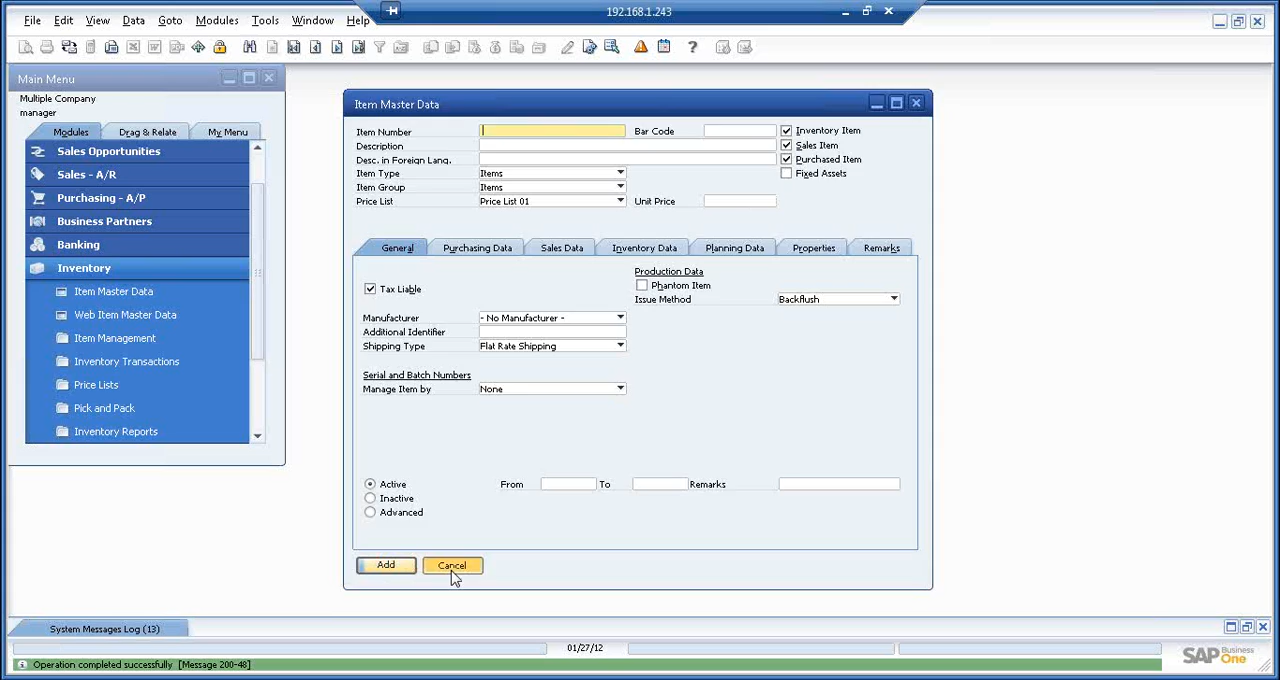 192.168.1.243
File Edit View Data Goto Modules Tools Window Help
Main Menu
Multiple Company
manager
Modules Drag & Relate My Menu
Sales Opportunities
Sales - A/R
Purchasing - A/P
Business Partners
Banking
Inventory
Item Master Data
Web Item Master Data
Item Management
Inventory Transactions
Price Lists
Pick and Pack
Inventory Reports
Item Master Data
Item Number Bar Code Inventory Item
Description Sales Item
Desc. in Foreign Lang. Purchased Item
Item Type Items Fixed Assets
Item Group Items
Price List Price List 01 Unit Price
General Purchasing Data Sales Data Inventory Data Planning Data Properties Remarks
Production Data
Tax Liable Phantom Item
Issue Method Backflush
Manufacturer - No Manufacturer -
Additional Identifier
Shipping Type Flat Rate Shipping
Serial and Batch Numbers
Manage Item by None
Active From To Remarks
Inactive
Advanced
Add Cancel
System Messages Log (13)
01/27/12
Operation completed successfully [Message 200-48]
SAP Business One